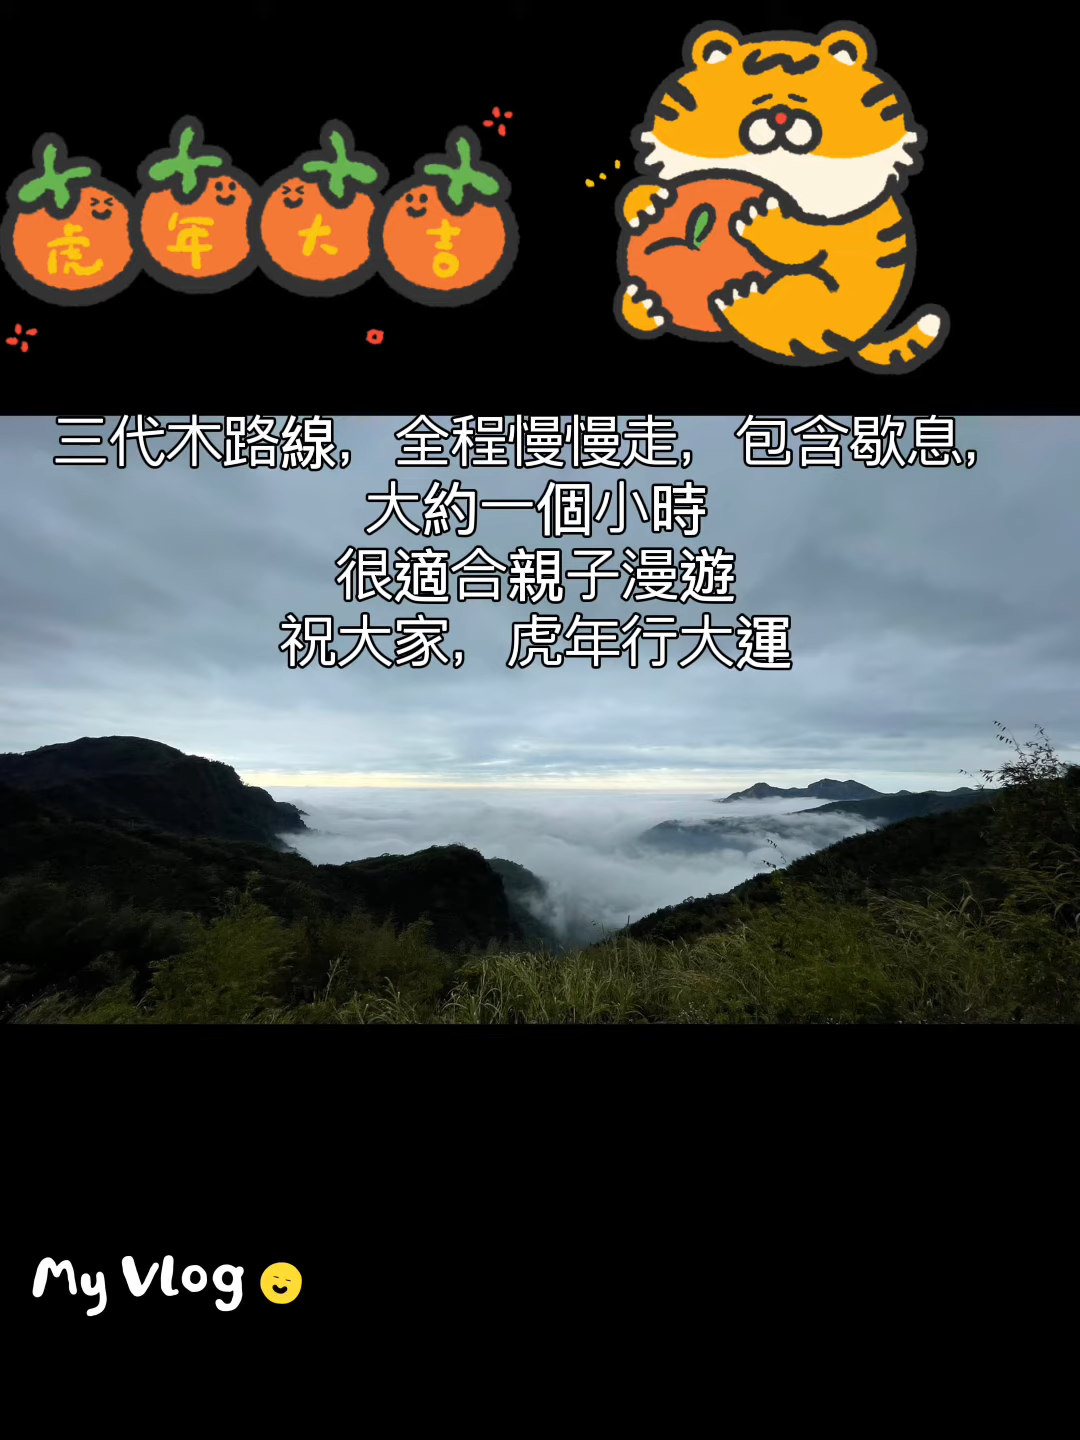 虎年大吉
三代木路線，全程慢慢走，包含歇息，
大約一個小時
很適合親子漫遊
祝大家，虎年行大運
My Vlog